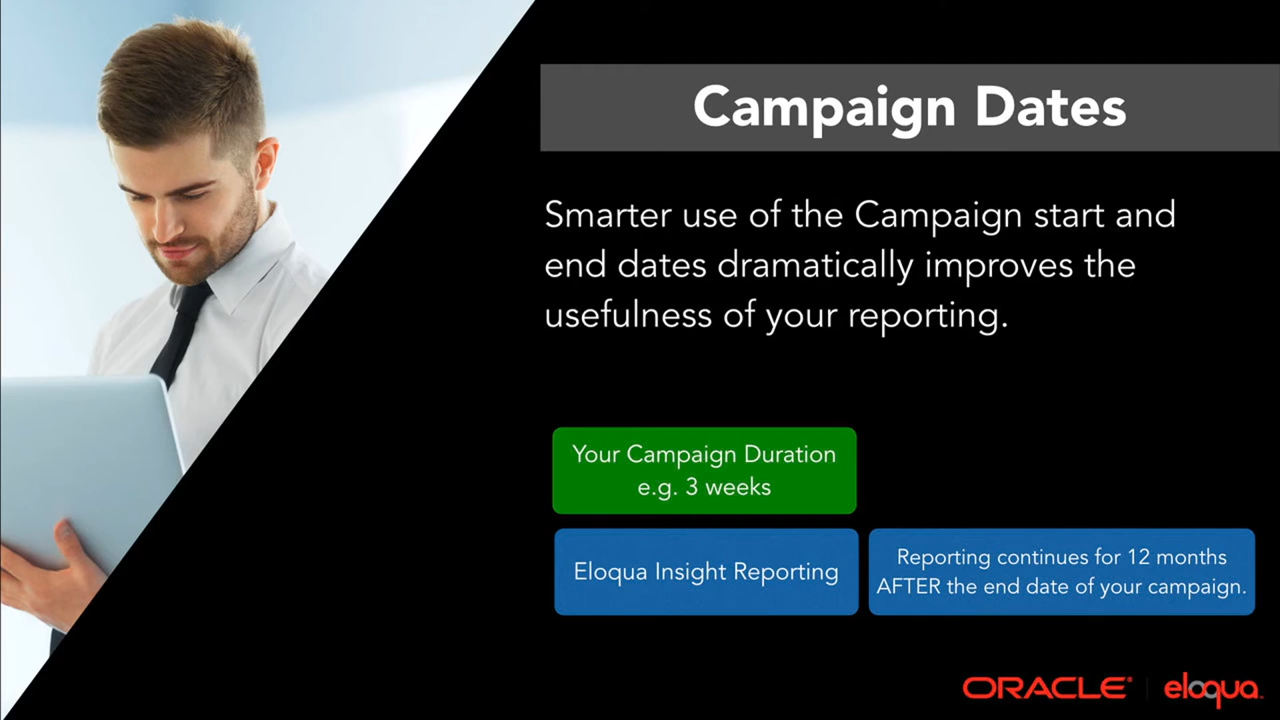 Campaign Dates
Smarter use of the Campaign start and
end dates dramatically improves the
usefulness of your reporting.
Your Campaign Duration
e.g. 3 weeks
Eloqua Insight Reporting
Reporting continues for 12 months
AFTER the end date of your campaign.
ORACLE® | eloqua™